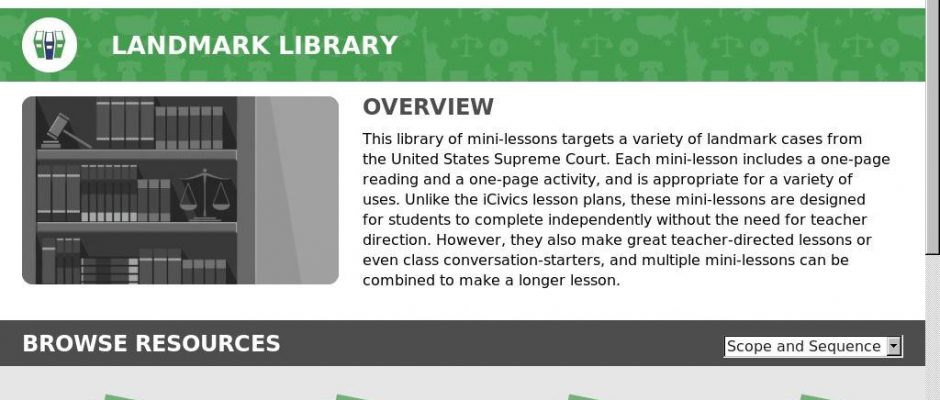 LANDMARK LIBRARY
OVERVIEW
This library of mini-lessons targets a variety of landmark cases from
the United States Supreme Court. Each mini-lesson includes a one-page
reading and a one-page activity, and is appropriate for a variety of
uses. Unlike the iCivics lesson plans, these mini-lessons are designed
for students to complete independently without the need for teacher
direction. However, they also make great teacher-directed lessons or
even class conversation-starters, and multiple mini-lessons can be
combined to make a longer lesson.
BROWSE RESOURCES
Scope and Sequence